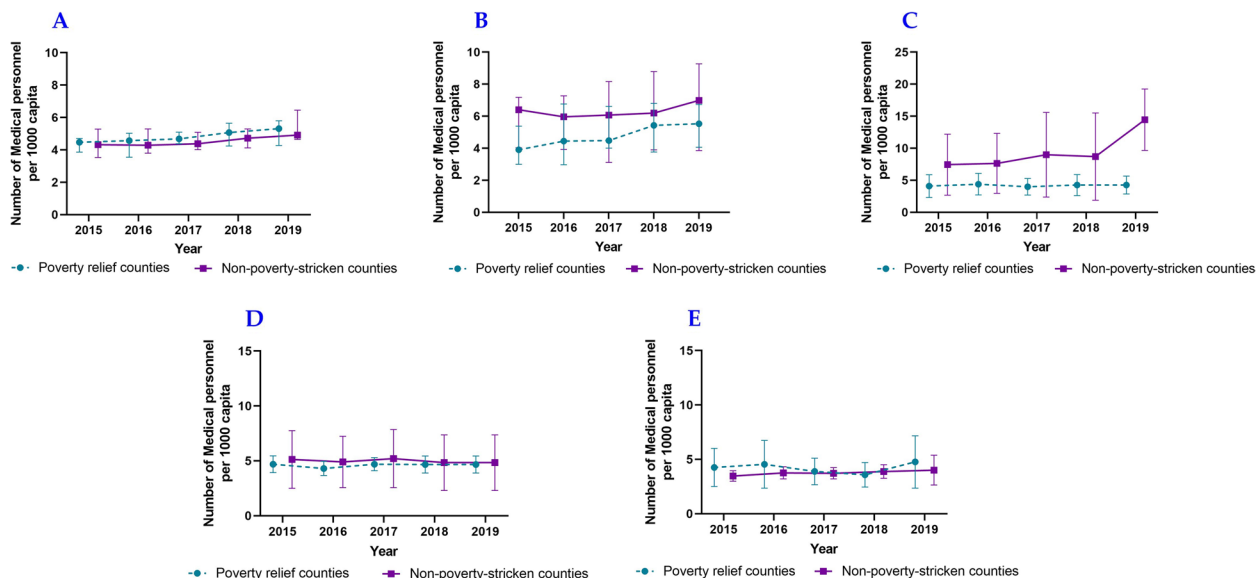 A
Number of Medical personnel
per 1000 capita
10
8
6
4
2
0
2015 2016 2017 2018 2019
Year
Poverty relief counties Non-poverty-stricken counties
B
Number of Medical personnel
per 1000 capita
10
8
6
4
2
0
2015 2016 2017 2018 2019
Year
Poverty relief counties Non-poverty-stricken counties
C
Number of Medical personnel
per 1000 capita
25
20
15
10
5
0
2015 2016 2017 2018 2019
Year
Poverty relief counties Non-poverty-stricken counties
D
Number of Medical personnel
per 1000 capita
15
10
5
0
2015 2016 2017 2018 2019
Year
Poverty relief counties Non-poverty-stricken counties
E
Number of Medical personnel
per 1000 capita
15
10
5
0
2015 2016 2017 2018 2019
Year
Poverty relief counties Non-poverty-stricken counties